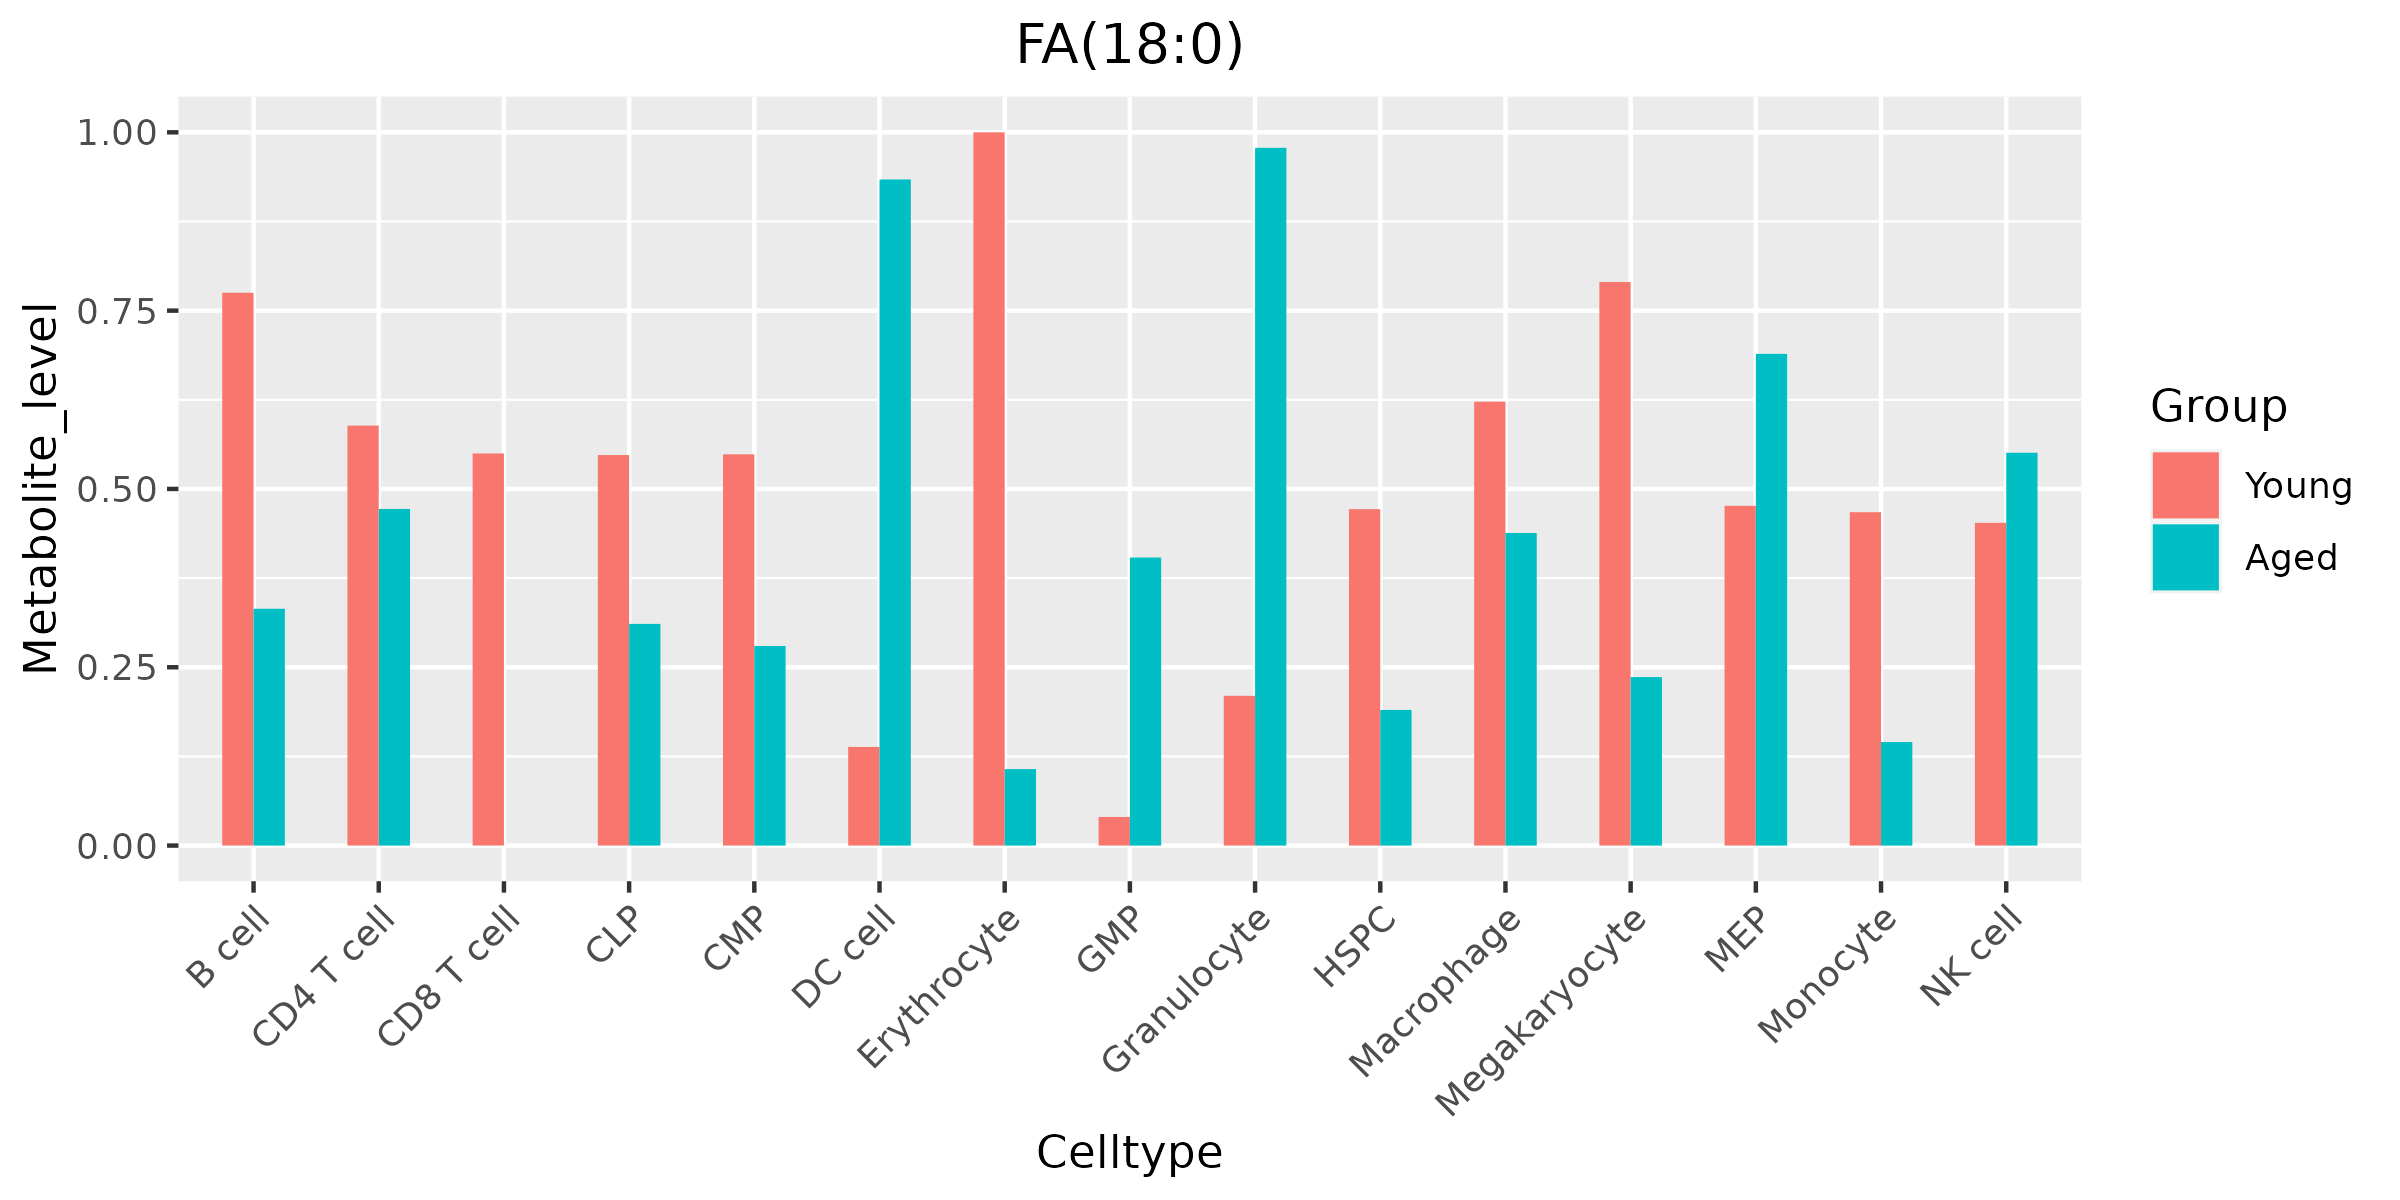 FA(18:0)
Metabolite_level
1.00
0.75
0.50
0.25
0.00
B cell
CD4 T cell
CD8 T cell
CLP
CMP
DC cell
Erythrocyte
GMP
Granulocyte
HSPC
Macrophage
Megakaryocyte
MEP
Monocyte
NK cell
Celltype
Group
Young
Aged